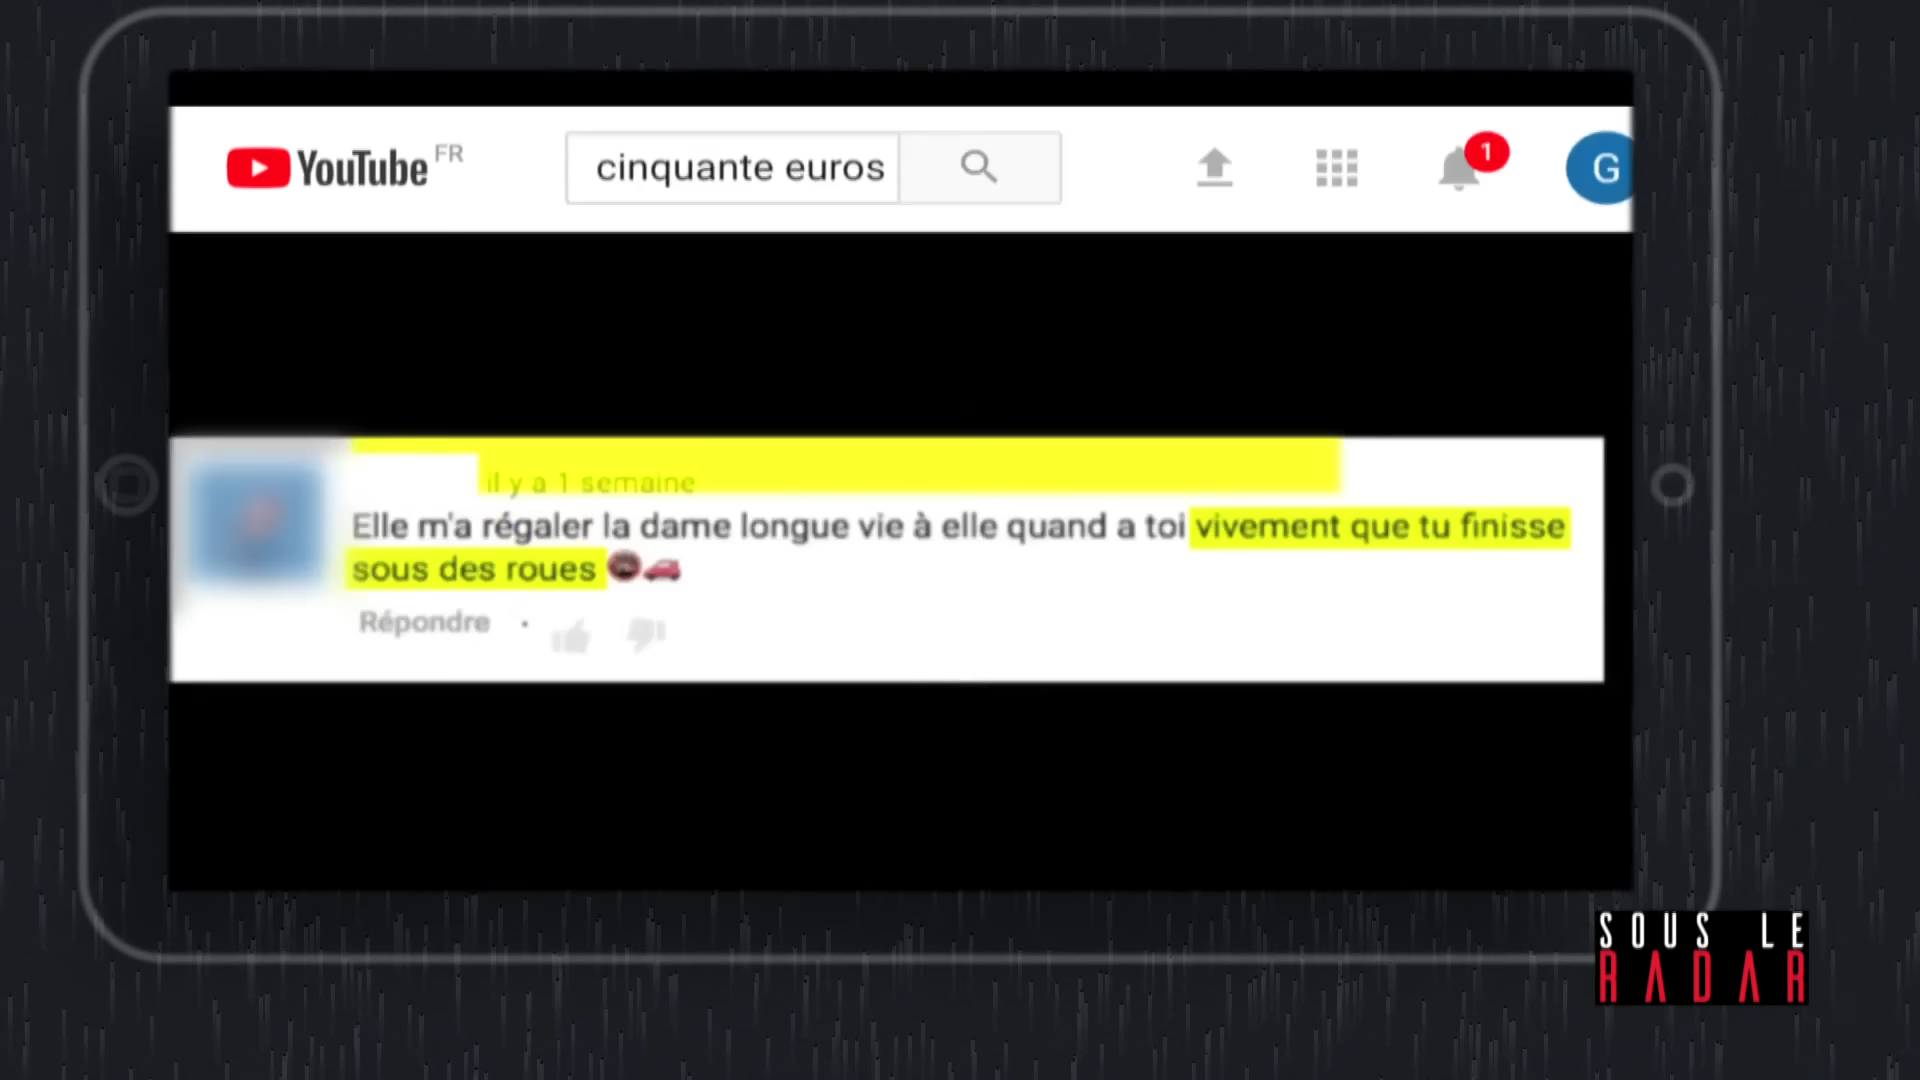 YouTube FR
cinquante euros
1
G
il y a 1 semaine
Elle m'a régaler la dame longue vie à elle quand a toi vivement que tu finisse
sous des roues
Répondre
SOUS LE
RADAR